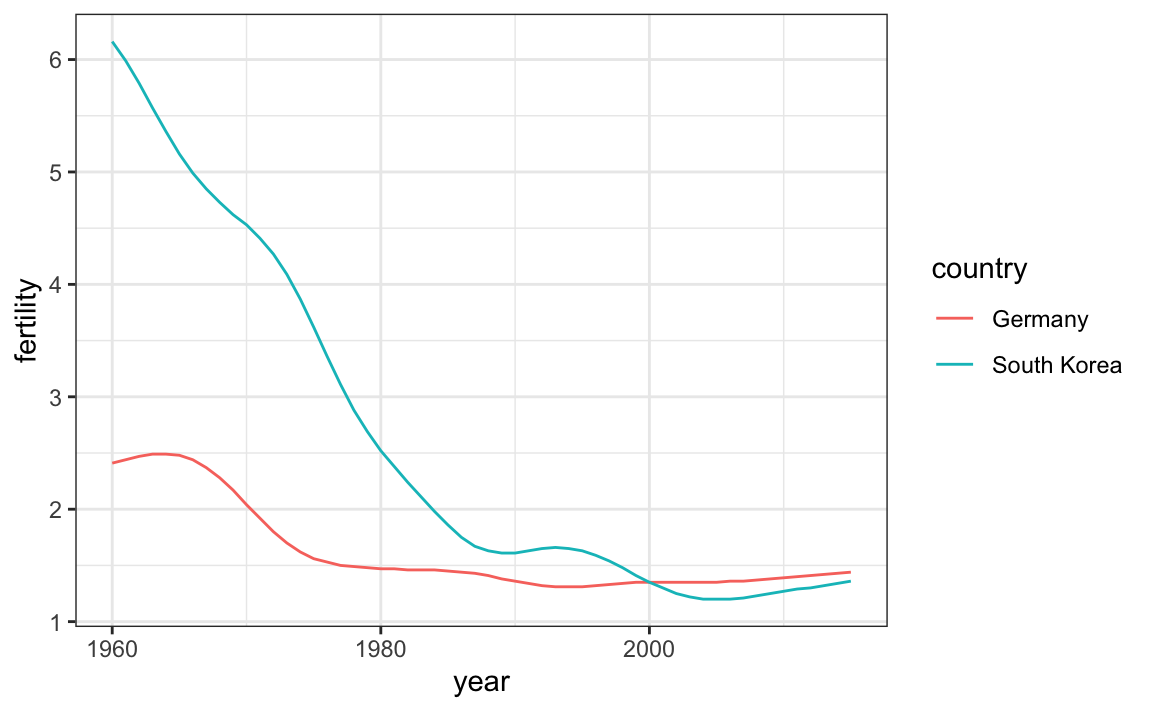 fertility
6
5
4
3
2
1
1960 1980 2000
year
country
Germany
South Korea